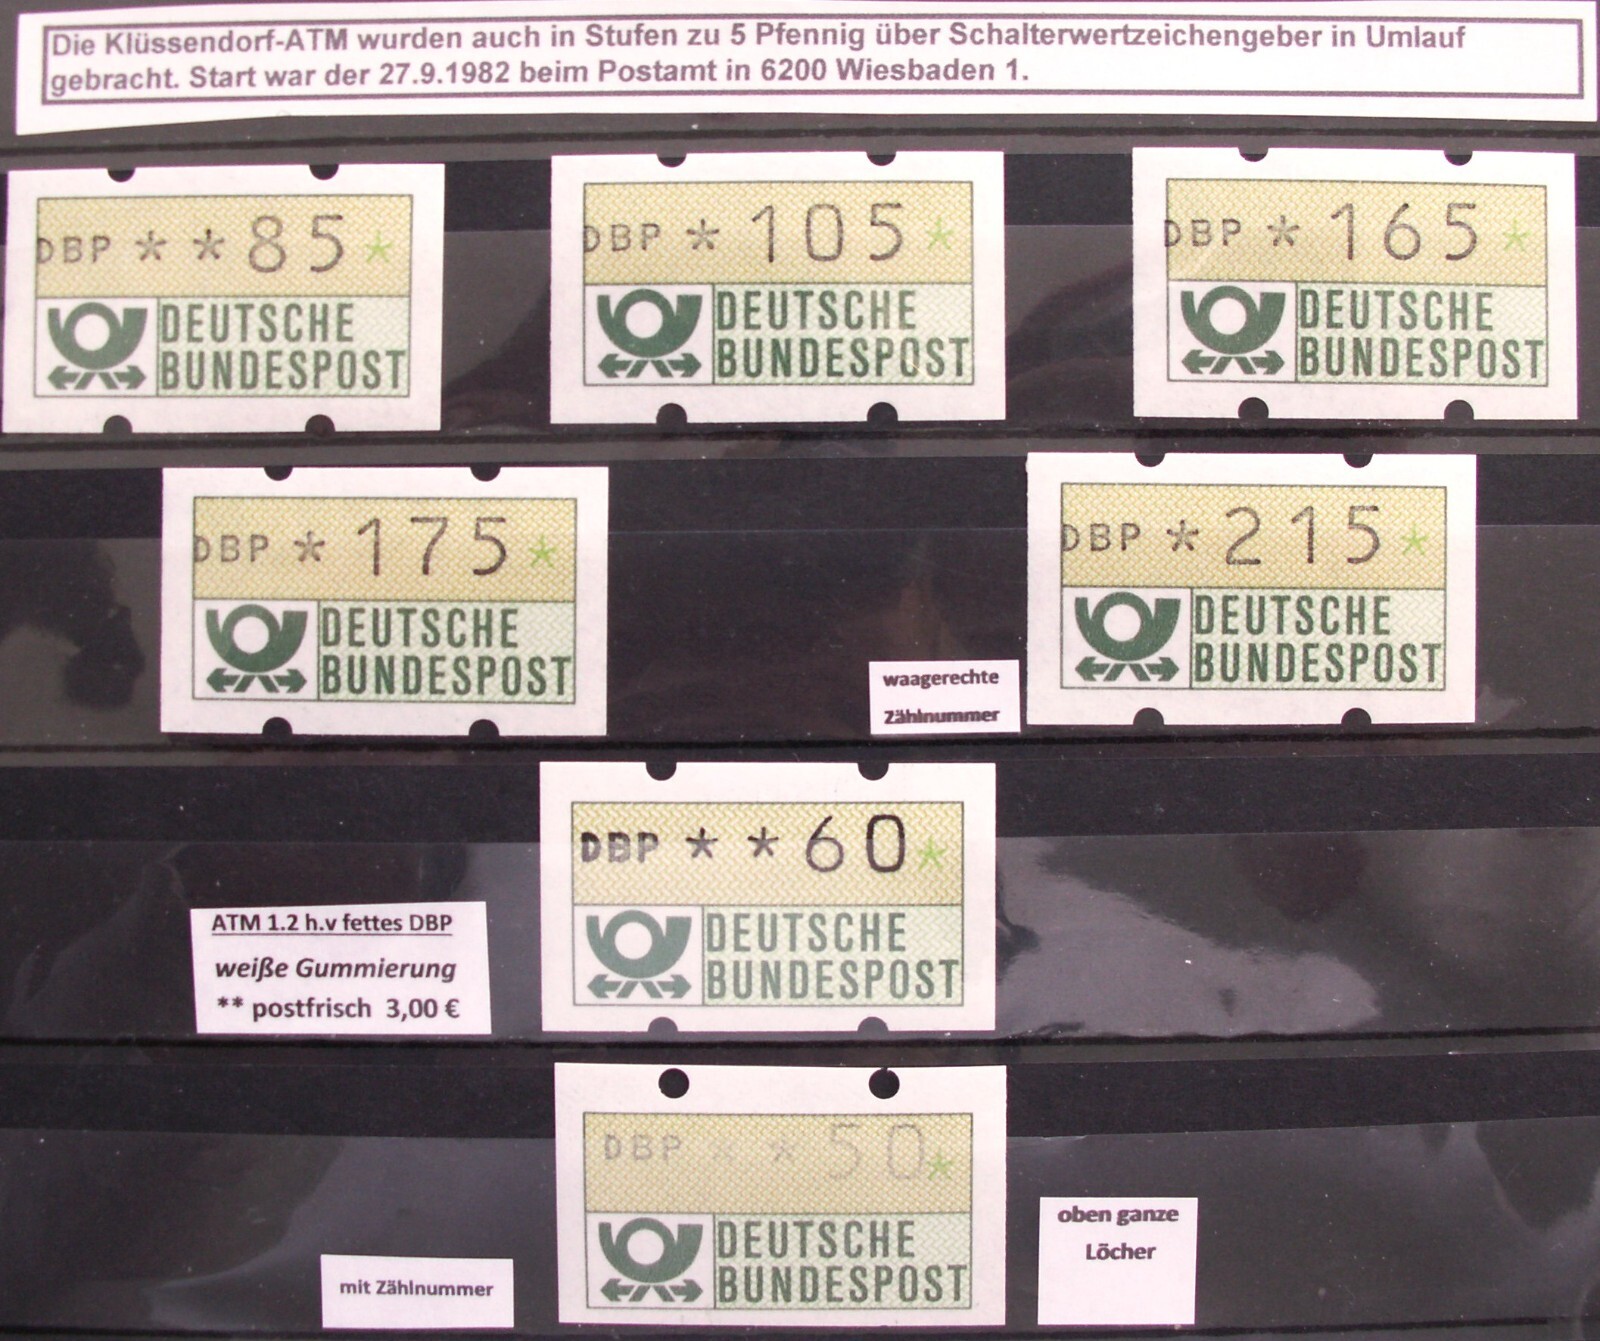 Die Klüssendorf-ATM wurden auch in Stufen zu 5 Pfennig über Schalterwertzeichengeber in Umlauf
gebracht. Start war der 27.9.1982 beim Postamt in 6200 Wiesbaden 1.
DBP * * 85 *
DEUTSCHE
BUNDESPOST
DBP * 105 *
DEUTSCHE
BUNDESPOST
DBP * 165 *
DEUTSCHE
BUNDESPOST
DBP * 175 *
DEUTSCHE
BUNDESPOST
waagerechte
Zählnummer
DBP * 215 *
DEUTSCHE
BUNDESPOST
ATM 1.2 h.v fettes DBP
weiße Gummierung
** postfrisch 3,00 €
DBP * * 60 *
DEUTSCHE
BUNDESPOST
mit Zählnummer
DBP * * 50 *
DEUTSCHE
BUNDESPOST
oben ganze
Löcher